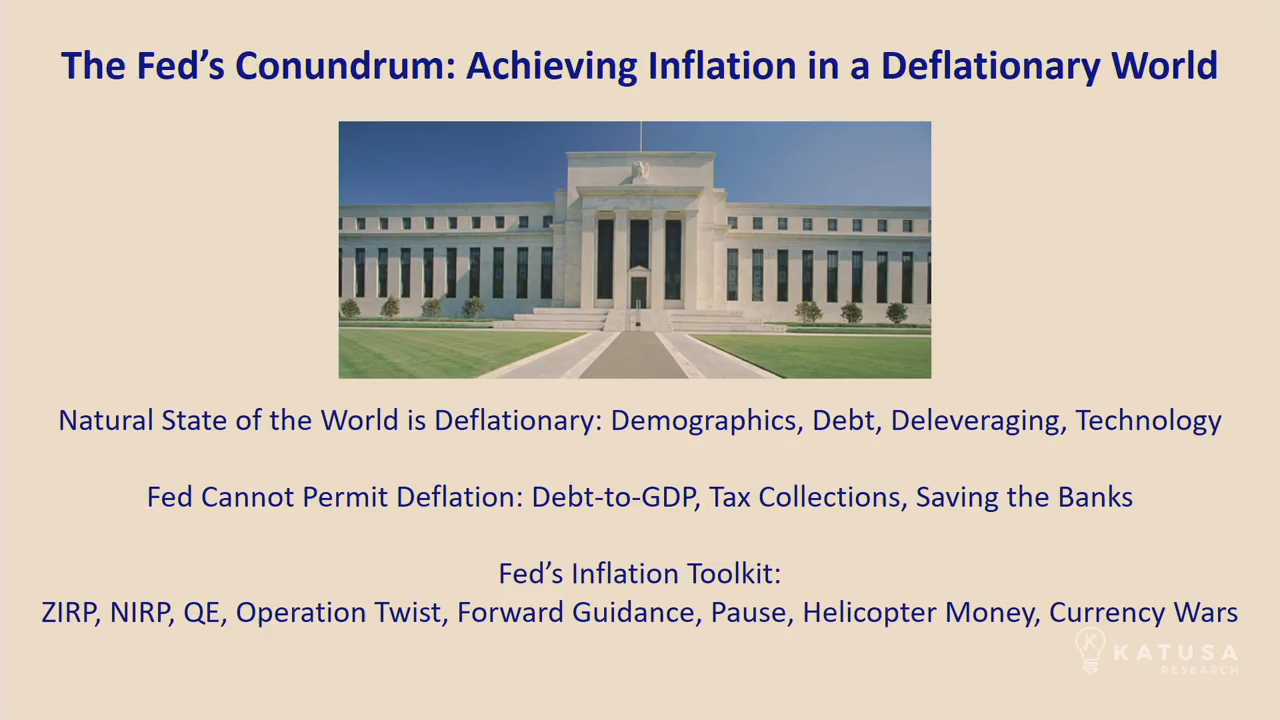 The Fed’s Conundrum: Achieving Inflation in a Deflationary World
Natural State of the World is Deflationary: Demographics, Debt, Deleveraging, Technology
Fed Cannot Permit Deflation: Debt-to-GDP, Tax Collections, Saving the Banks
Fed’s Inflation Toolkit:
ZIRP, NIRP, QE, Operation Twist, Forward Guidance, Pause, Helicopter Money, Currency Wars
KATUSA
RESEARCH